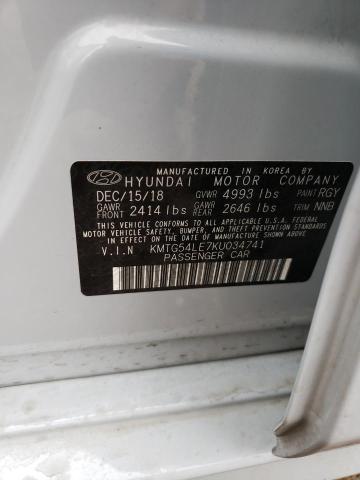 MANUFACTURED IN KOREA BY
HYUNDAI MOTOR COMPANY
DEC/15/18 GVWR 4993 lbs PAINT RGY
GAWR FRONT 2414 lbs GAWR REAR 2646 lbs TRIM NNB
THIS VEHICLE CONFORMS TO ALL APPLICABLE U.S.A. FEDERAL
MOTOR VEHICLE SAFETY, BUMPER, AND THEFT PREVENTION STANDARDS
IN EFFECT ON THE DATE OF MANUFACTURE SHOWN ABOVE.
V.I.N KMTG54LE7KU034741
PASSENGER CAR